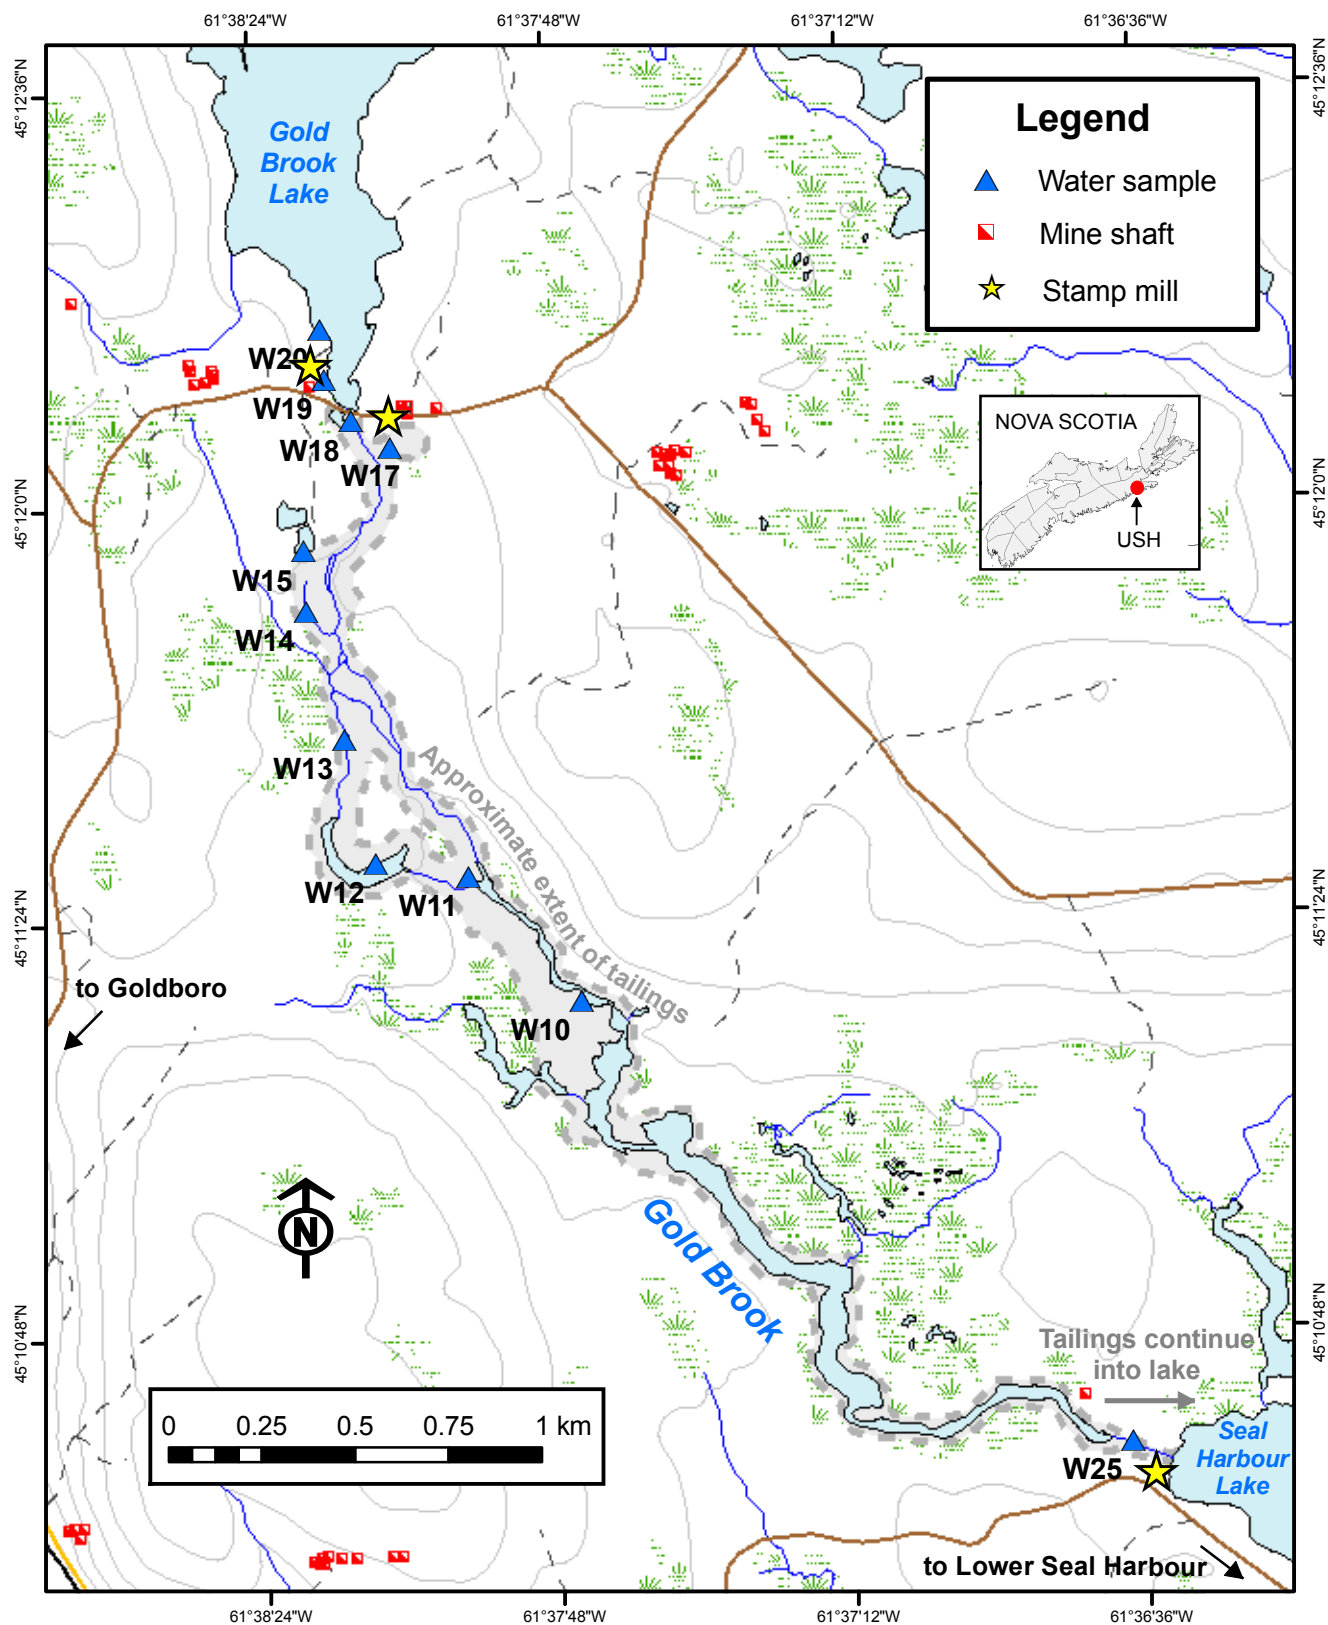 61°38'24"W
61°37'48"W
61°37'12"W
61°36'36"W
45°12'36"N
45°12'36"N
Legend
Water sample
Mine shaft
Stamp mill
Gold
Brook
Lake
W20
W19
W18
W17
NOVA SCOTIA
USH
45°12'0"N
45°12'0"N
W15
W14
W13
Approximate extent of tailings
W12
W11
45°11'24"N
45°11'24"N
to Goldboro
W10
N
Gold Brook
45°10'48"N
45°10'48"N
Tailings continue
into lake
0 0.25 0.5 0.75 1 km
Seal
Harbour
Lake
W25
to Lower Seal Harbour
61°38'24"W
61°37'48"W
61°37'12"W
61°36'36"W